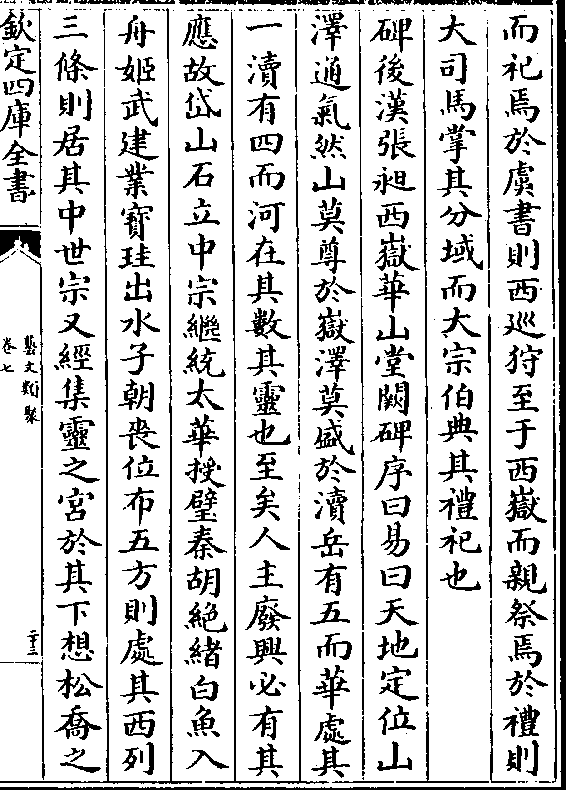 而祀焉於虞書則西巡狩至于西嶽而親祭焉於禮則
大司馬掌其分域而大宗伯典其禮祀也
碑後漢張昶西嶽華山堂闕碑序曰易曰天地定位山
澤通氣然山莫尊於嶽澤莫盛於瀆岳有五而華處其
一瀆有四而河在其數其靈也至矣人主廢興必有其
應故岱山石立中宗繼統太華授璧秦胡絶緒白魚入
舟姬武建業寳珪出水子朝喪位布五方則處其西列
三條則居其中世宗又經集靈之宮於其下想松喬之
欽定四庫全書
藝文類聚
卷七
二十三